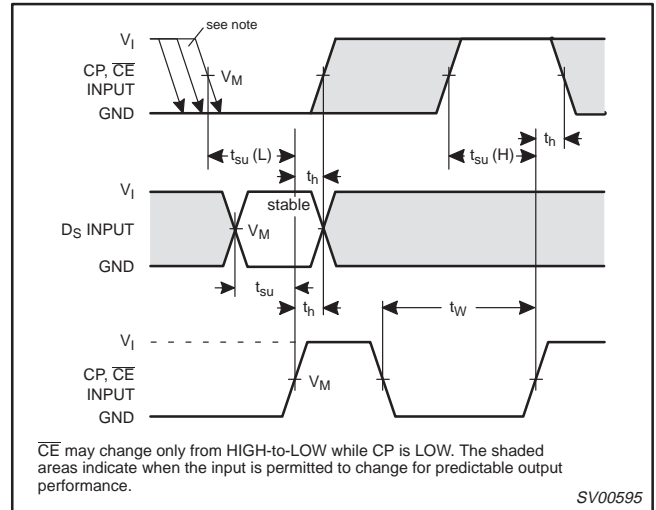 see note
VI
CP, CE
INPUT
GND
VM
tsu (L)
th
tsu (H)
th
VI
stable
DS INPUT
VM
GND
tsu
th
tW
VI
CP, CE
INPUT
GND
VM
CE may change only from HIGH-to-LOW while CP is LOW. The shaded
areas indicate when the input is permitted to change for predictable output
performance.
SV00595